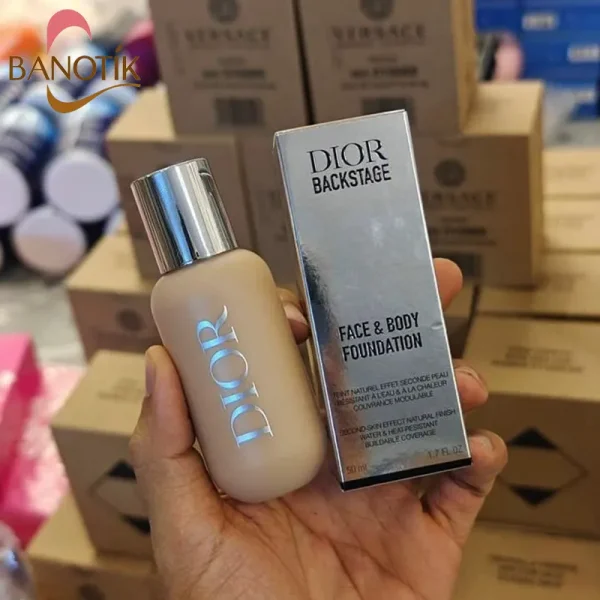 BANOTIK
VERSACE
VERSACE
DIOR
BACKSTAGE
FACE & BODY
FOUNDATION
TEINT NATUREL EFFET SECONDE PEAU
RÉSISTANT À L'EAU & À LA CHALEUR
COUVRANCE MODULABLE
SECOND-SKIN EFFECT NATURAL FINISH
WATER & HEAT-RESISTANT
BUILDABLE COVERAGE
50 ml
1.7 FL.OZ
DIOR